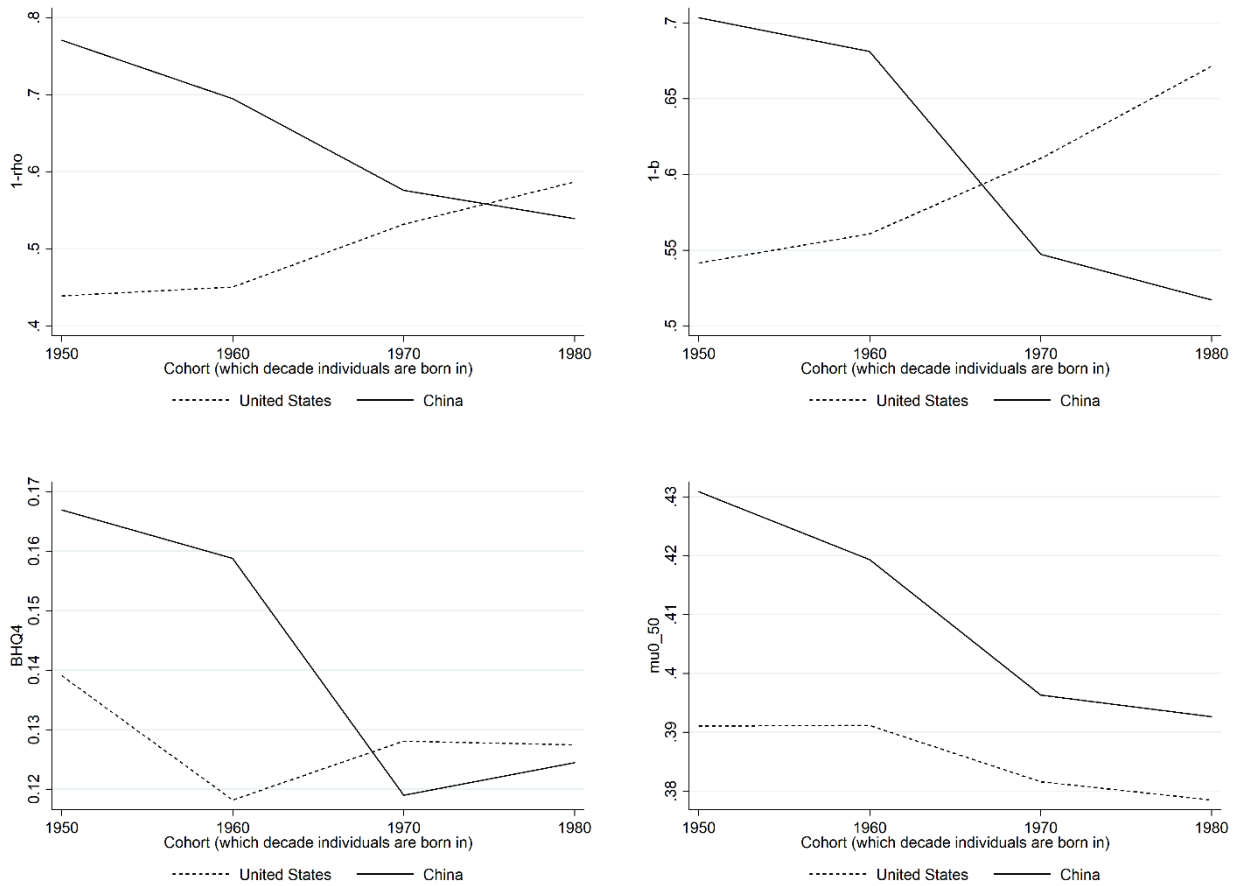 1-rho
.8
.7
.6
.5
.4
1950 1960 1970 1980
Cohort (which decade individuals are born in)
United States China
1-b
.7
.65
.6
.55
.5
1950 1960 1970 1980
Cohort (which decade individuals are born in)
United States China
BHQ4
0.17
0.16
0.15
0.14
0.13
0.12
1950 1960 1970 1980
Cohort (which decade individuals are born in)
United States China
mu0_50
.43
.42
.41
.4
.39
.38
1950 1960 1970 1980
Cohort (which decade individuals are born in)
United States China